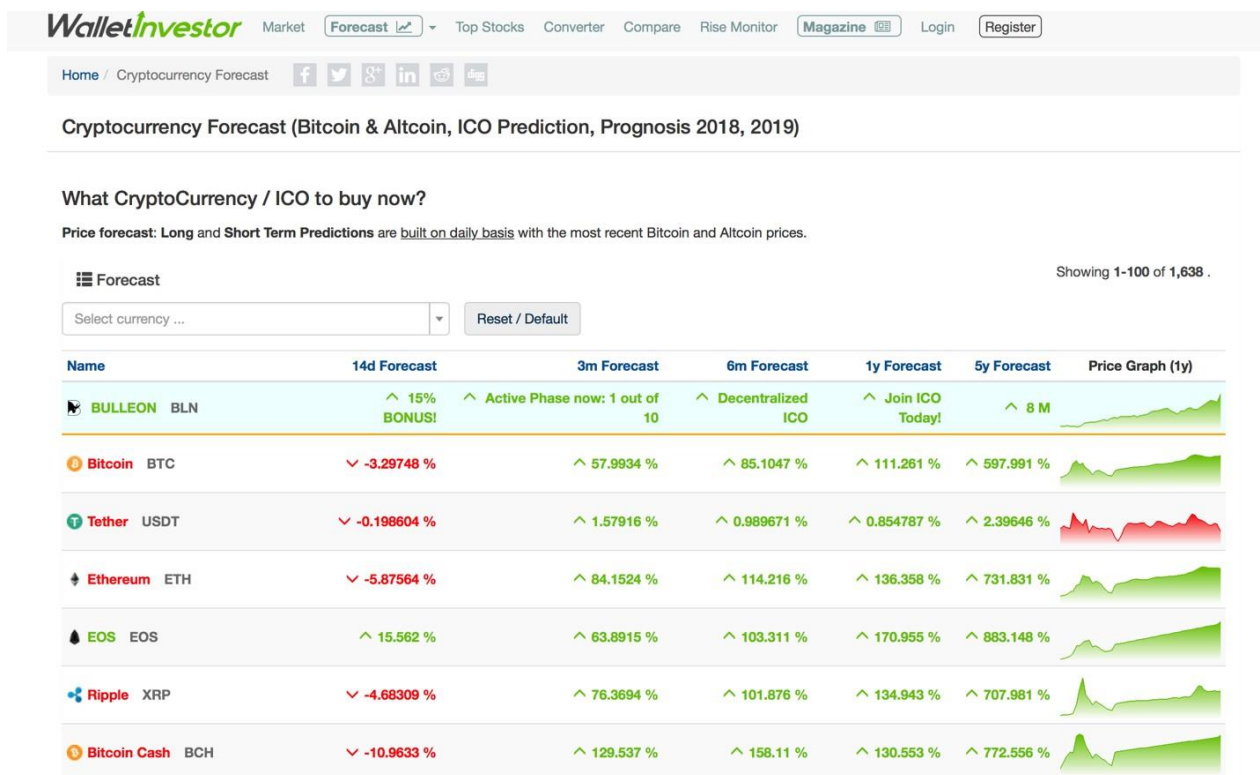 WalletInvestor Market Forecast Top Stocks Converter Compare Rise Monitor Magazine Login Register
Home / Cryptocurrency Forecast f g+ in digg
Cryptocurrency Forecast (Bitcoin & Altcoin, ICO Prediction, Prognosis 2018, 2019)
What CryptoCurrency / ICO to buy now?
Price forecast: Long and Short Term Predictions are built on daily basis with the most recent Bitcoin and Altcoin prices.
Forecast Showing 1-100 of 1,638 .
Select currency ... Reset / Default
Name 14d Forecast 3m Forecast 6m Forecast 1y Forecast 5y Forecast Price Graph (1y)
BULLEON BLN 15% BONUS! Active Phase now: 1 out of 10 Decentralized ICO Join ICO Today! 8 M
Bitcoin BTC -3.29748 % 57.9934 % 85.1047 % 111.261 % 597.991 %
Tether USDT -0.198604 % 1.57916 % 0.989671 % 0.854787 % 2.39646 %
Ethereum ETH -5.87564 % 84.1524 % 114.216 % 136.358 % 731.831 %
EOS EOS 15.562 % 63.8915 % 103.311 % 170.955 % 883.148 %
Ripple XRP -4.68309 % 76.3694 % 101.876 % 134.943 % 707.981 %
Bitcoin Cash BCH -10.9633 % 129.537 % 158.11 % 130.553 % 772.556 %